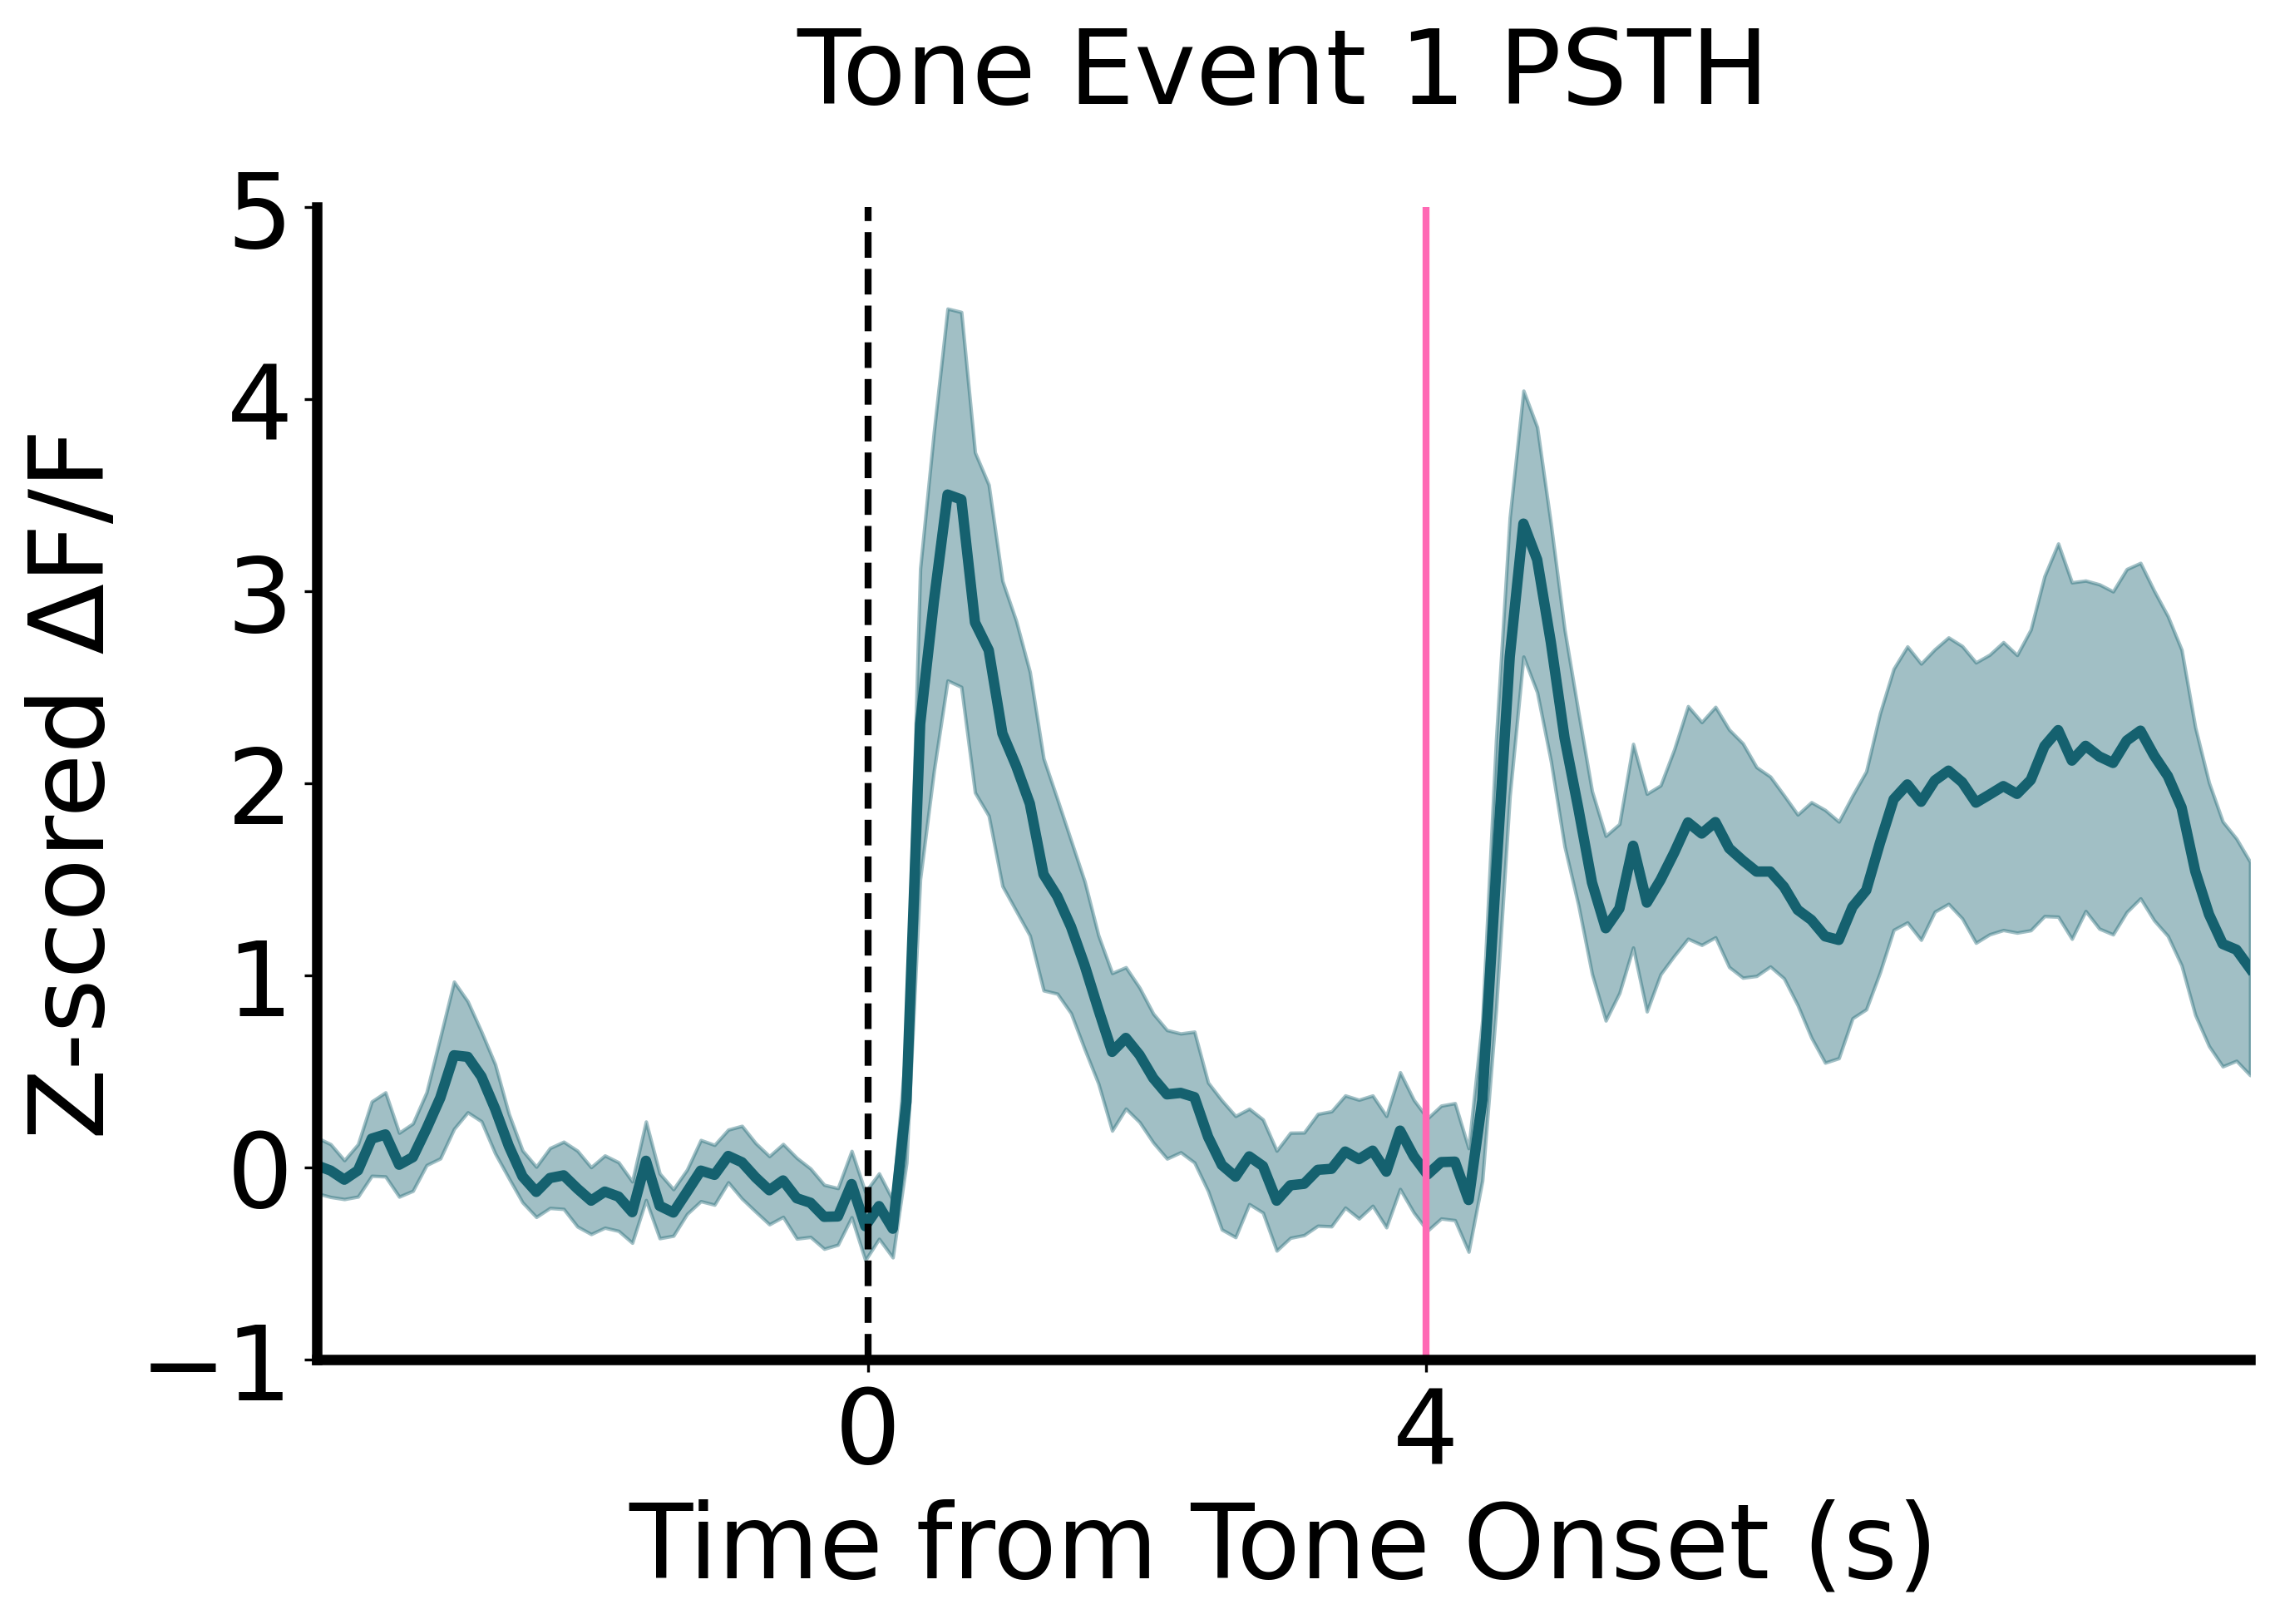 Tone Event 1 PSTH
5
4
3
2
1
0
−1
Z-scored ΔF/F
0 4
Time from Tone Onset (s)